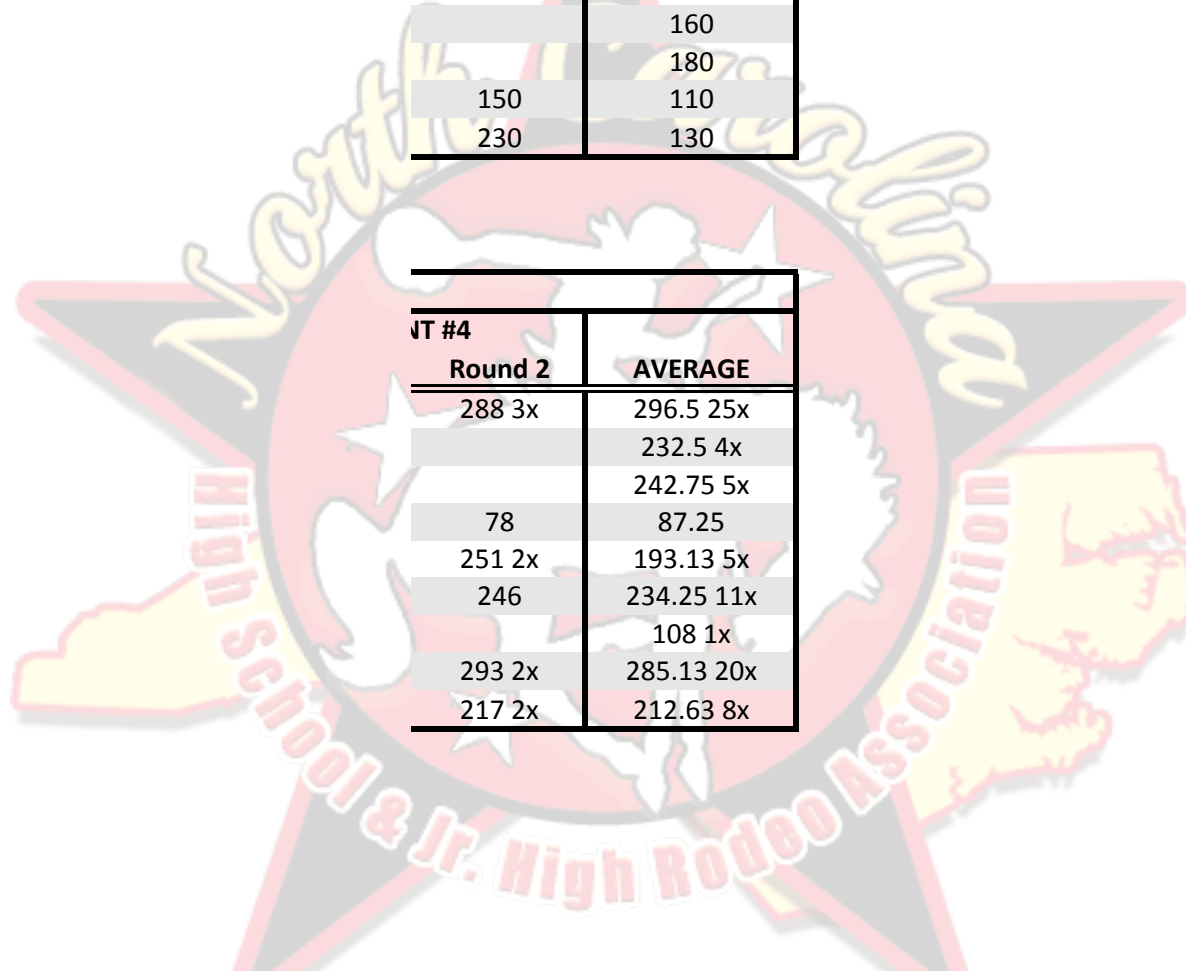 160
180
150 110
230 130
NT #4
Round 2 AVERAGE
288 3x 296.5 25x
232.5 4x
242.75 5x
78 87.25
251 2x 193.13 5x
246 234.25 11x
108 1x
293 2x 285.13 20x
217 2x 212.63 8x
North Carolina
High School & Jr. High Rodeo Association